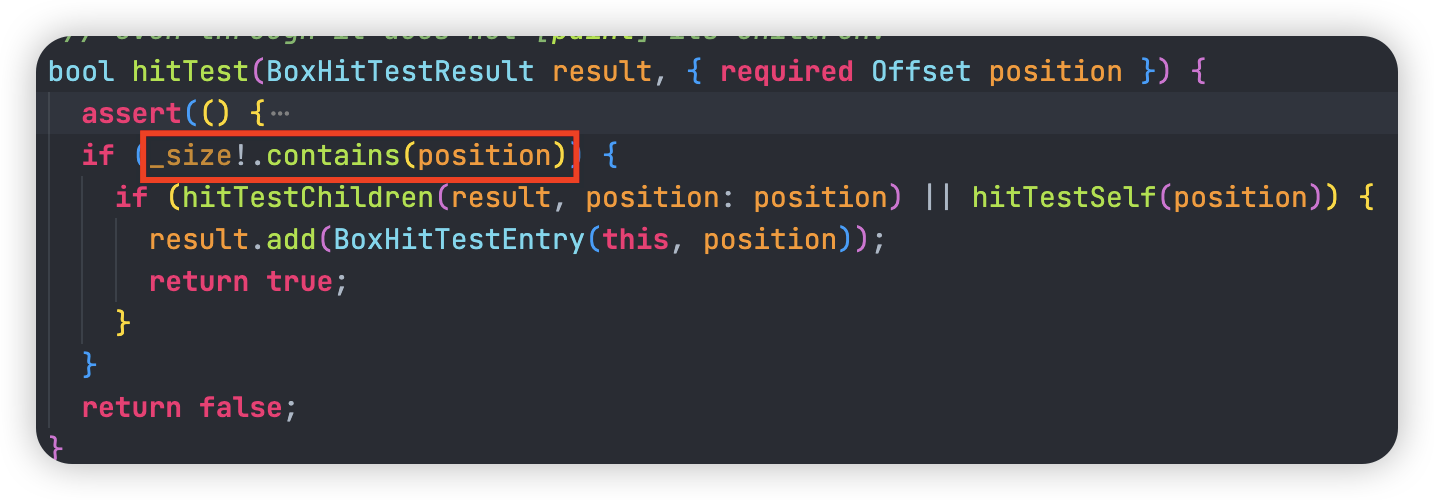 // even through it does not [paint] its children.
bool hitTest(BoxHitTestResult result, { required Offset position }) {
assert(() {…
if (_size!.contains(position)) {
if (hitTestChildren(result, position: position) || hitTestSelf(position)) {
result.add(BoxHitTestEntry(this, position));
return true;
}
}
return false;
}